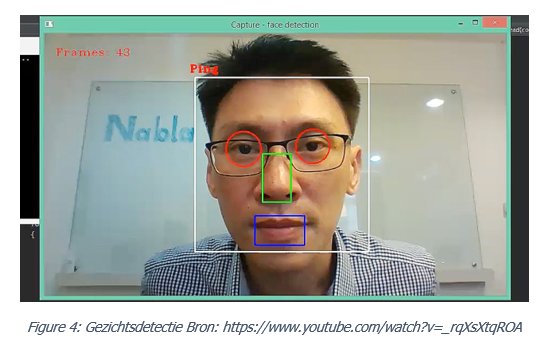 Capture - face detection
Frames: 43
Ping
Nabla
Figure 4: Gezichtsdetectie Bron: https://www.youtube.com/watch?v=_rqXsXtqROA